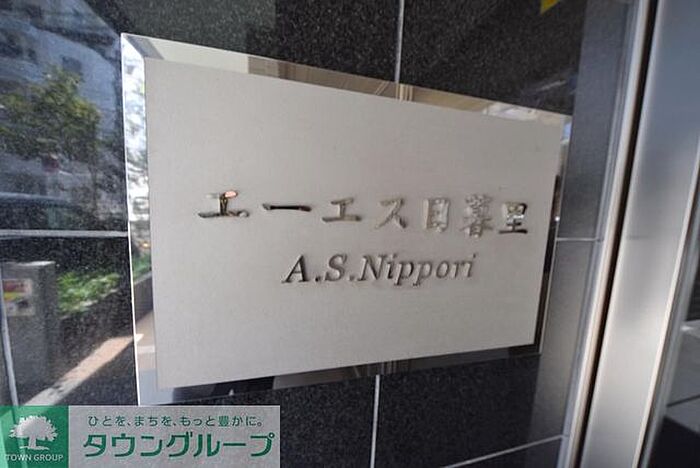 エーエス日暮里
A.S.Nippori
ひとを、まちを、もっと豊かに。
タウングループ
TOWN GROUP